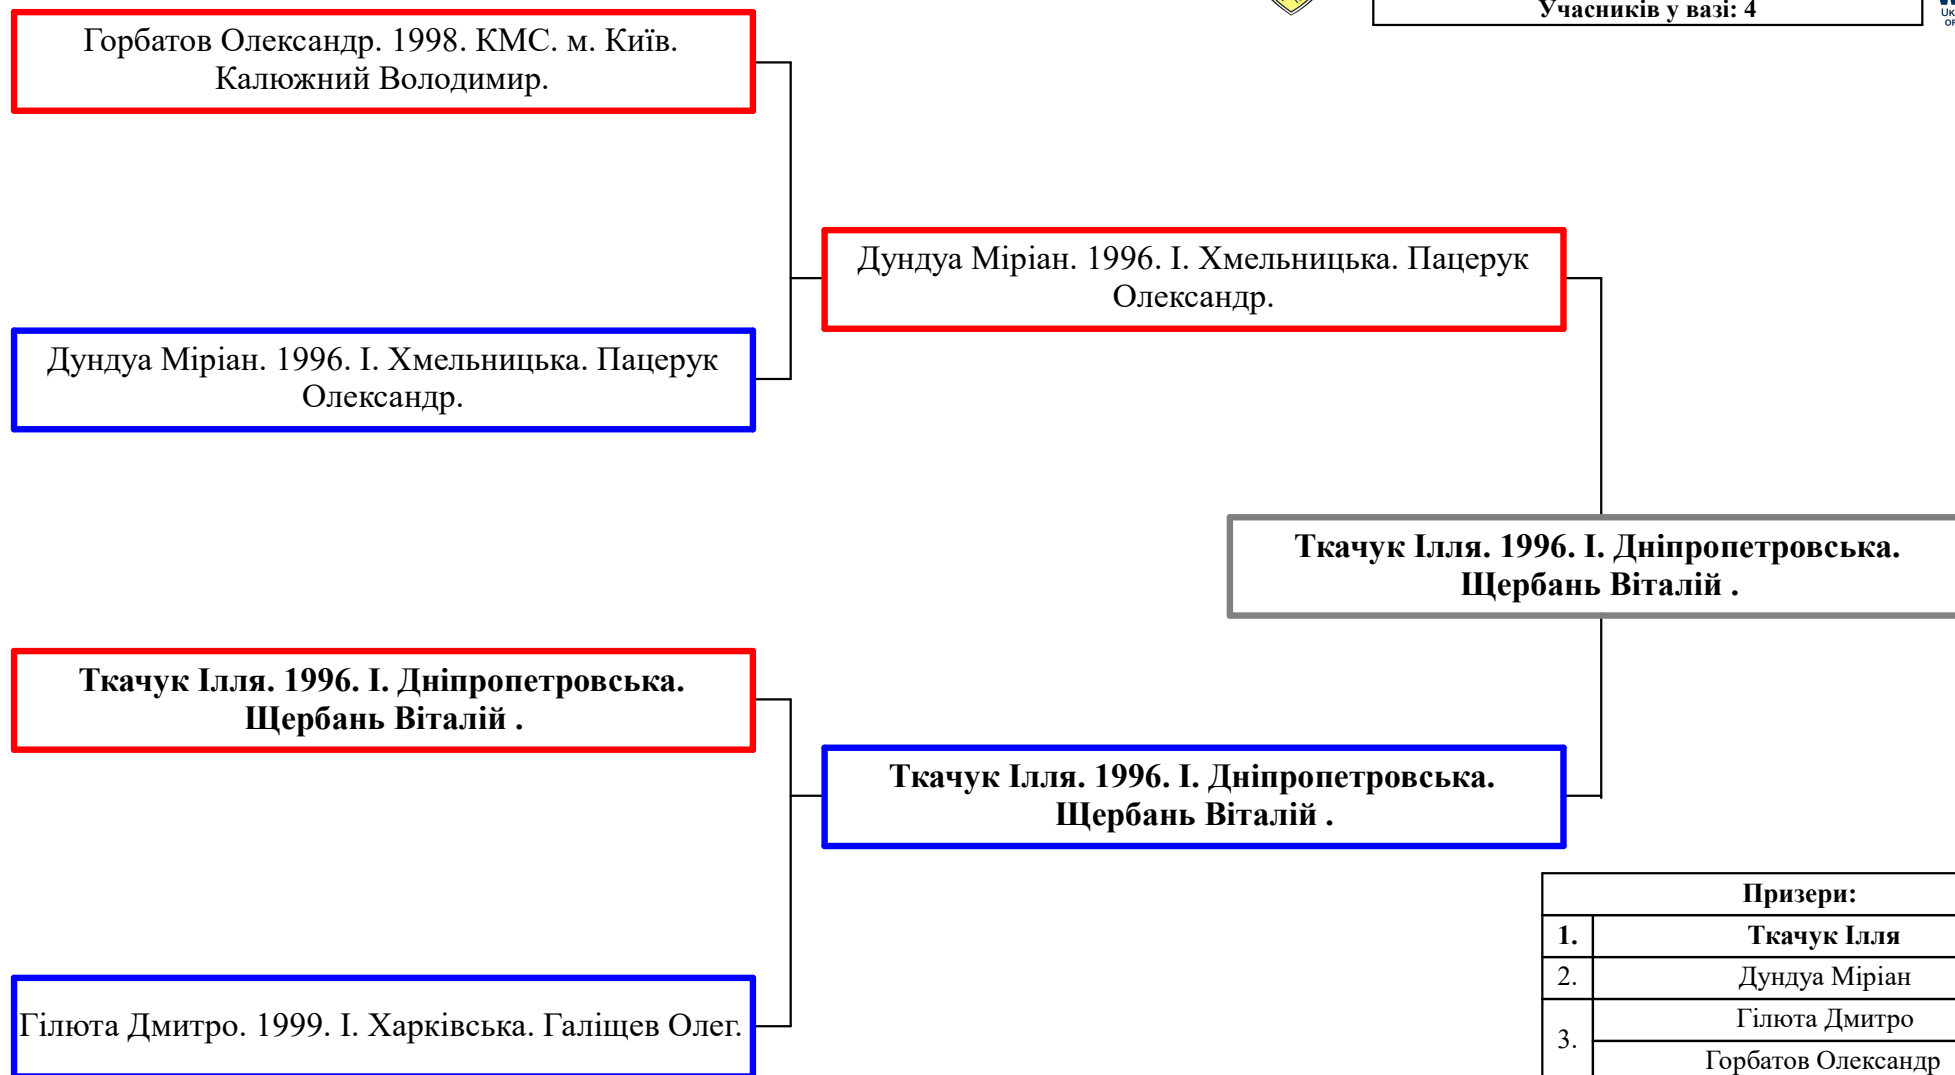 Учасників у вазі: 4
Горбатов Олександр. 1998. КМС. м. Київ.
Калюжний Володимир.
Дундуа Міріан. 1996. І. Хмельницька. Пацерук
Олександр.
Дундуа Міріан. 1996. І. Хмельницька. Пацерук
Олександр.
Ткачук Ілля. 1996. І. Дніпропетровська.
Щербань Віталій .
Ткачук Ілля. 1996. І. Дніпропетровська.
Щербань Віталій .
Ткачук Ілля. 1996. І. Дніпропетровська.
Щербань Віталій .
Гілюта Дмитро. 1999. І. Харківська. Галіщев Олег.
Призери:
1. Ткачук Ілля
2. Дундуа Міріан
3. Гілюта Дмитро
Горбатов Олександр